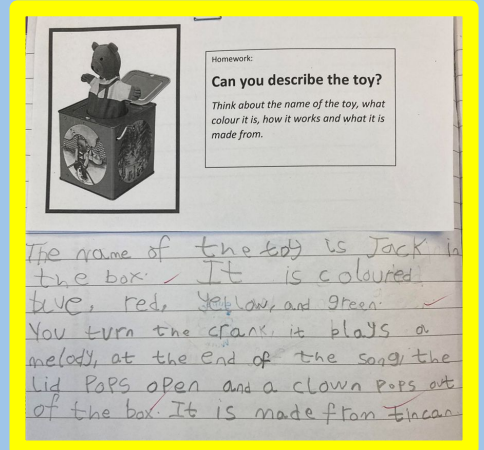 Homework:
Can you describe the toy?
Think about the name of the toy, what
colour it is, how it works and what it is
made from.
The name of the toy is Jack in
the box. It is coloured
blue, red, yellow, and green.
You turn the crank, it blays a
melody, at the end of the song, the
lid Pops open and a clown Pops out
of the box. It is made from tincan